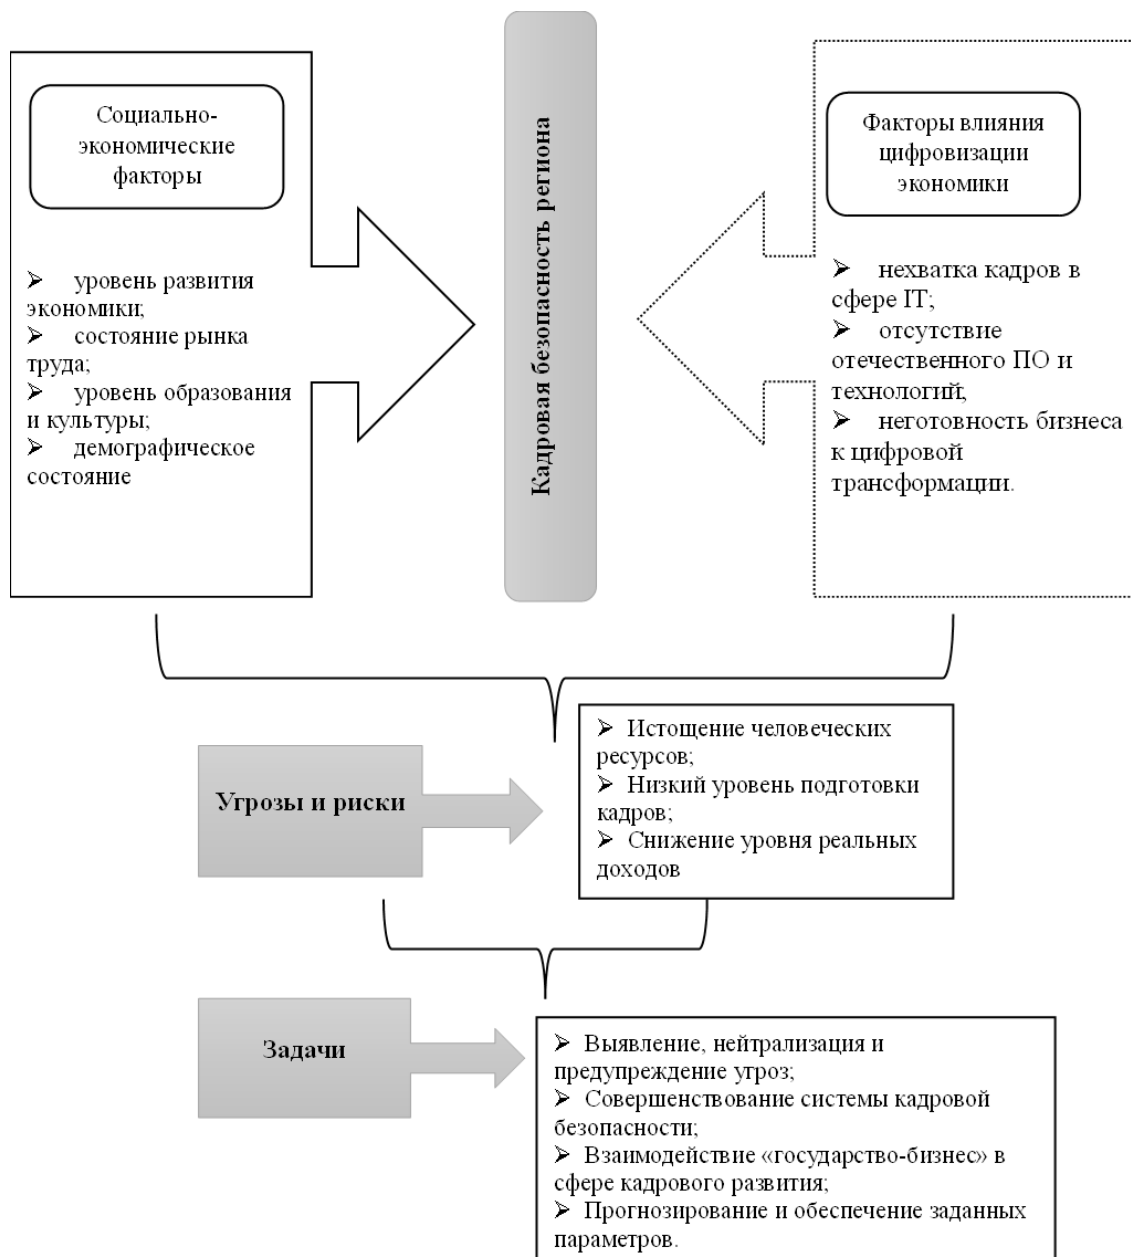 Социально-
экономические
факторы
➢ уровень развития
экономики;
➢ состояние рынка
труда;
➢ уровень образования
и культуры;
➢ демографическое
состояние
Кадровая безопасность региона
Факторы влияния
цифровизации
экономики
➢ нехватка кадров в
сфере IT;
➢ отсутствие
отечественного ПО и
технологий;
➢ неготовность бизнеса
к цифровой
трансформации.
Угрозы и риски
➢ Истощение человеческих
ресурсов;
➢ Низкий уровень подготовки
кадров;
➢ Снижение уровня реальных
доходов
Задачи
➢ Выявление, нейтрализация и
предупреждение угроз;
➢ Совершенствование системы кадровой
безопасности;
➢ Взаимодействие «государство-бизнес» в
сфере кадрового развития;
➢ Прогнозирование и обеспечение заданных
параметров.